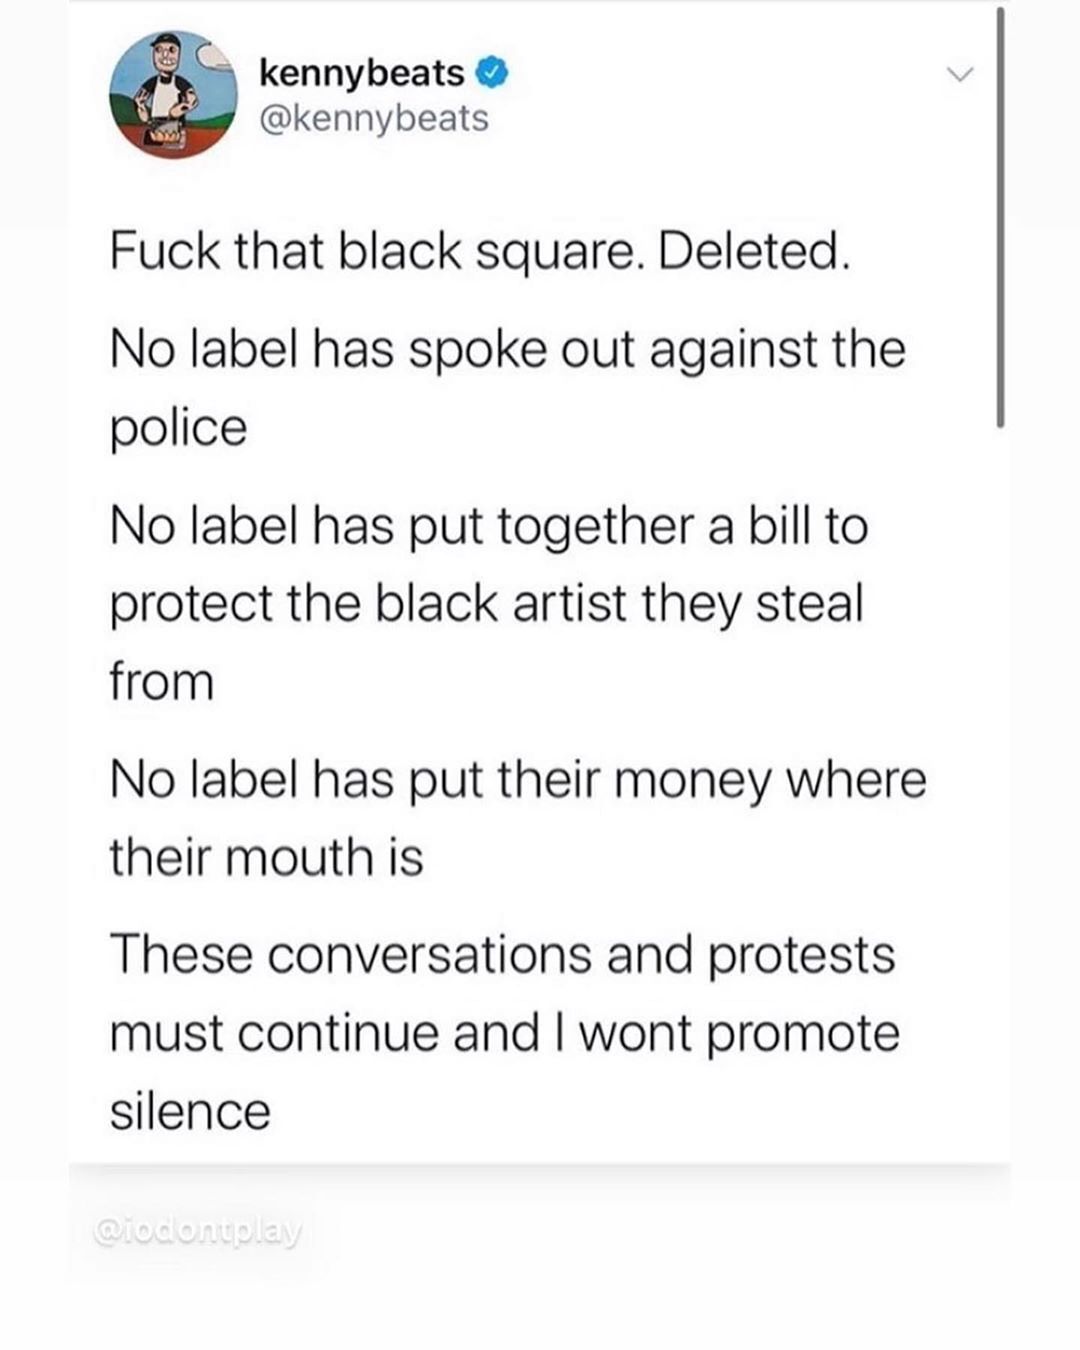 kennybeats
@kennybeats
Fuck that black square. Deleted.
No label has spoke out against the
police
No label has put together a bill to
protect the black artist they steal
from
No label has put their money where
their mouth is
These conversations and protests
must continue and I wont promote
silence
@iodontplay